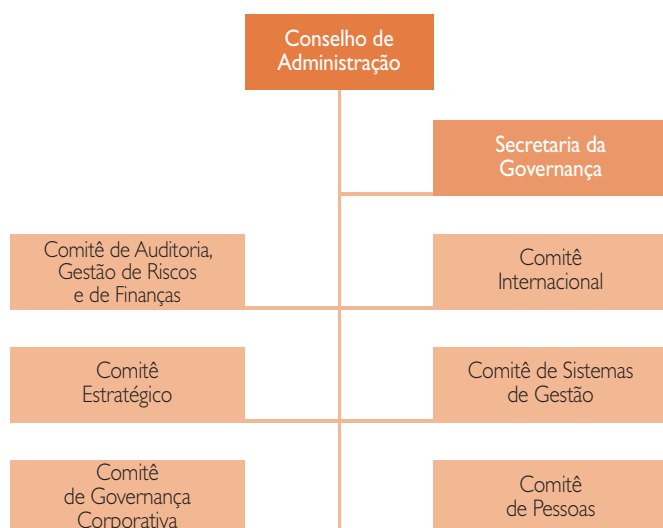 Conselho de
Administração
Secretaria da
Governança
Comitê de Auditoria,
Gestão de Riscos
e de Finanças
Comitê
Internacional
Comitê
Estratégico
Comitê de Sistemas
de Gestão
Comitê
de Governança
Corporativa
Comitê
de Pessoas